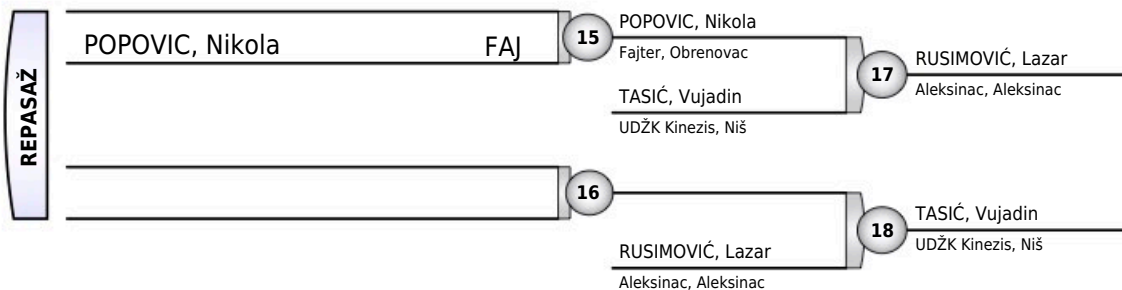 REPASAŽ
POPOVIC, Nikola FAJ
15
POPOVIC, Nikola
Fajter, Obrenovac
TASIĆ, Vujadin
UDŽK Kinezis, Niš
17
RUSIMOVIĆ, Lazar
Aleksinac, Aleksinac
16
RUSIMOVIĆ, Lazar
Aleksinac, Aleksinac
18
TASIĆ, Vujadin
UDŽK Kinezis, Niš